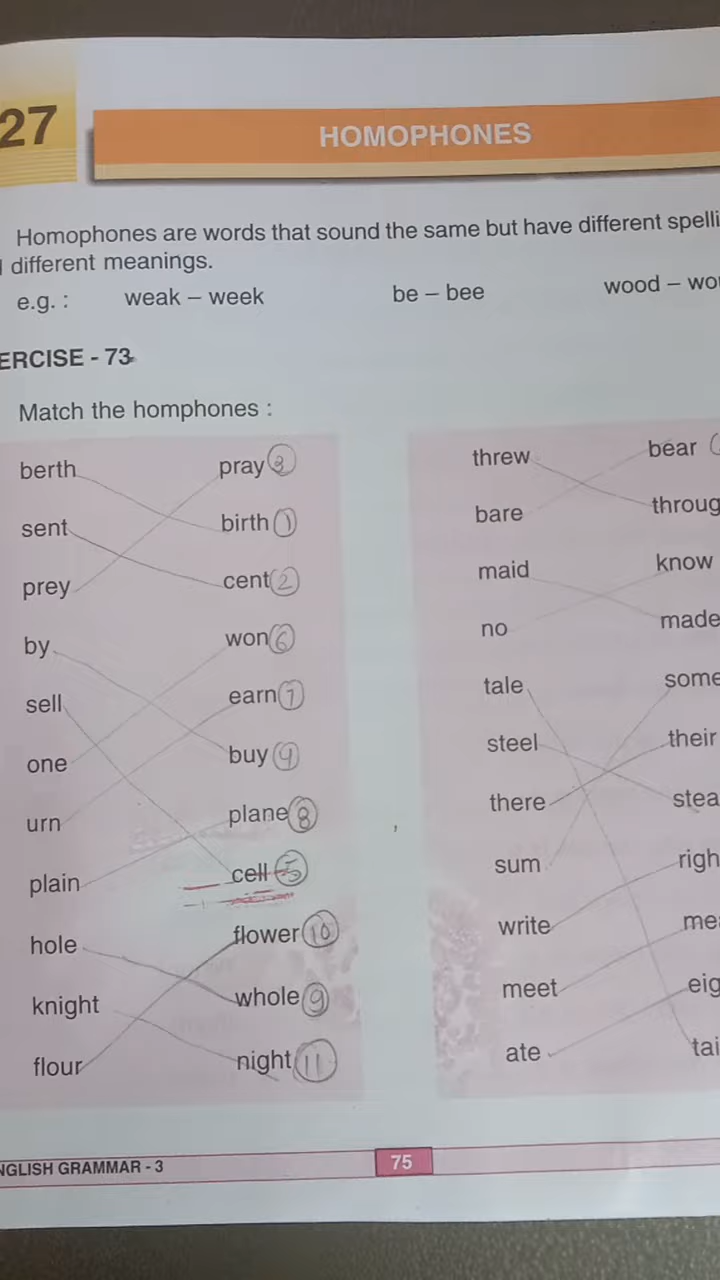 27
HOMOPHONES
Homophones are words that sound the same but have different spelli
different meanings.
e.g. : weak – week be – bee wood – wo
ERCISE - 73
Match the homphones :
berth pray 3
sent birth 1
prey cent 2
by won 6
sell earn 7
one buy 4
urn plane 8
plain cell 5
hole flower 10
knight whole 9
flour night 11
threw bear
bare throug
maid know
no made
tale some
steel their
there stea
sum righ
write me
meet eig
ate tai
NGLISH GRAMMAR - 3
75